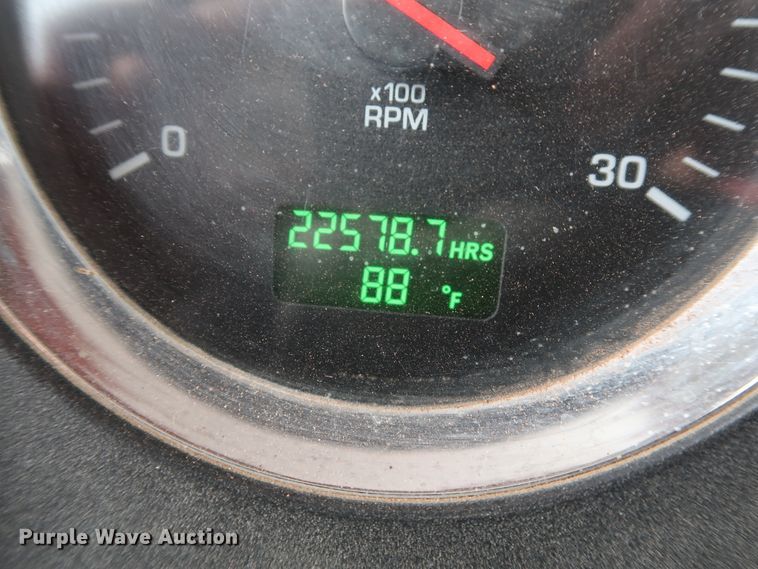 x100
RPM
0
30
22578.7 HRS
88 °F
Purple Wave Auction